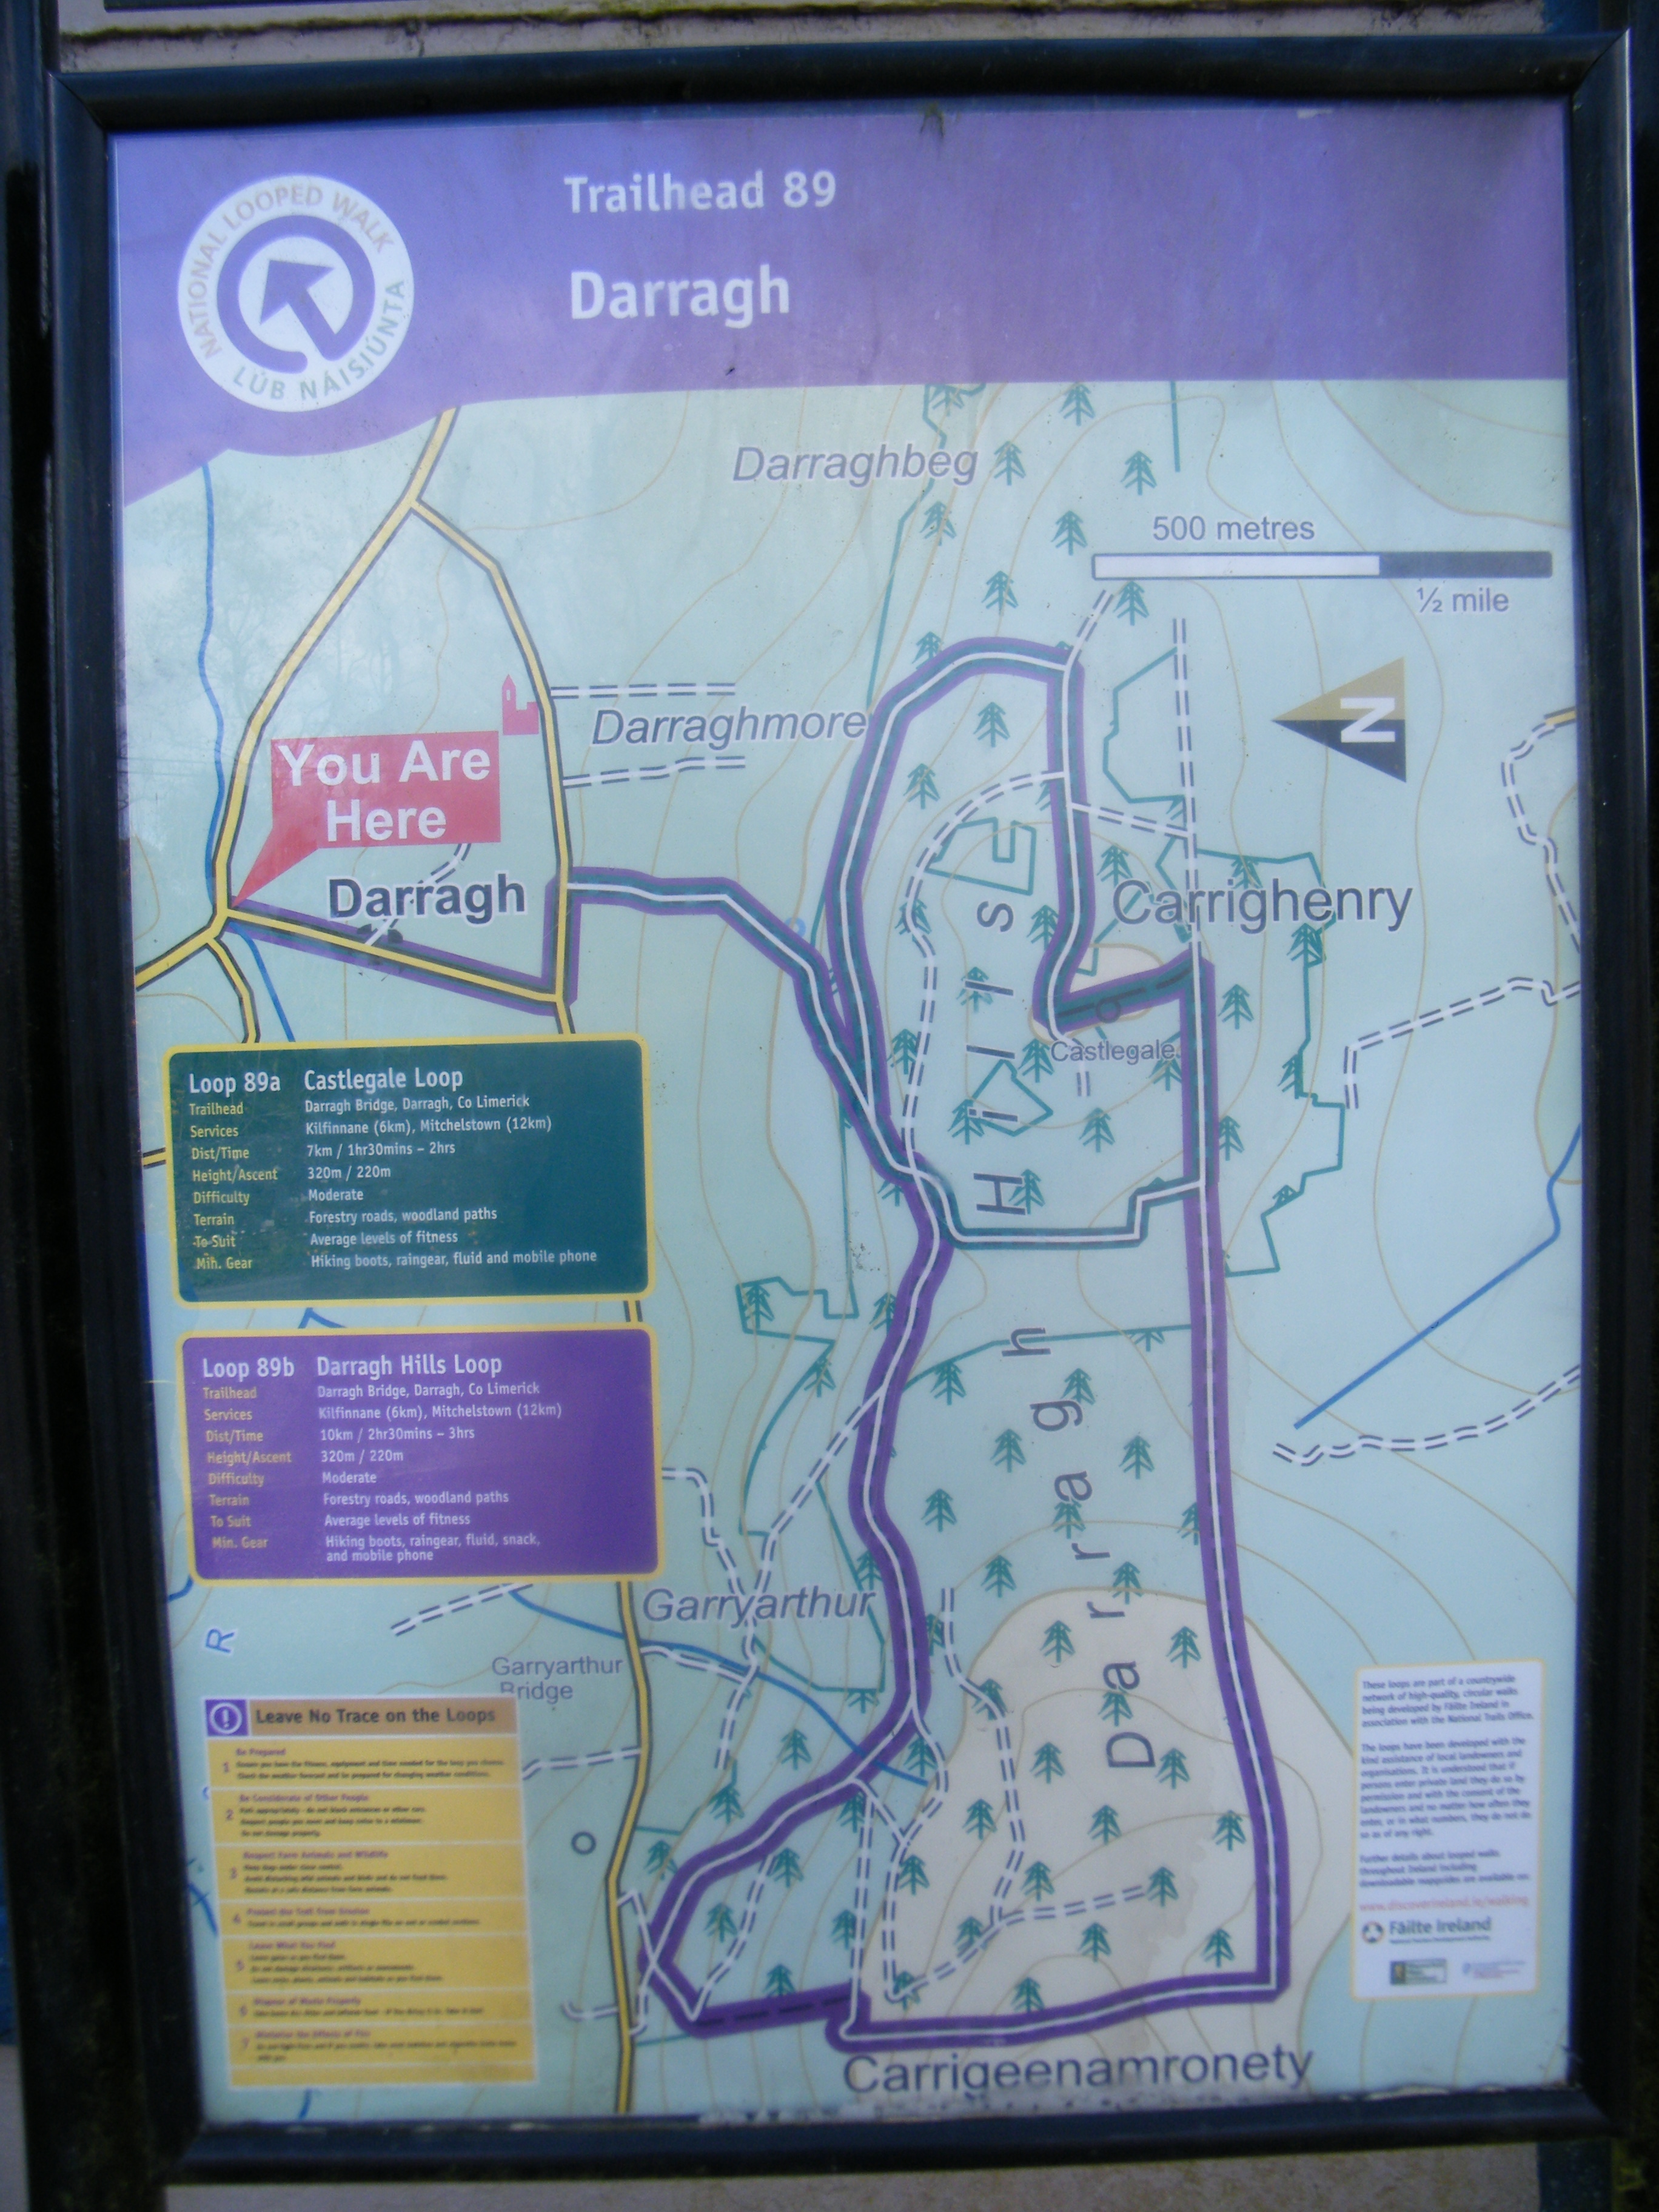 NATIONAL LOOPED WALK
LÚB NÁISIÚNTA
Trailhead 89
Darragh
Darraghbeg
500 metres
½ mile
N
Darraghmore
You Are
Here
Darragh
Carrighenry
Castlegale
Darragh Hills
Loop 89a Castlegale Loop
Trailhead Darragh Bridge, Darragh, Co Limerick
Services Kilfinnane (6km), Mitchelstown (12km)
Dist/Time 7km / 1hr30mins – 2hrs
Height/Ascent 320m / 220m
Difficulty Moderate
Terrain Forestry roads, woodland paths
To Suit Average levels of fitness
Min. Gear Hiking boots, raingear, fluid and mobile phone
Loop 89b Darragh Hills Loop
Trailhead Darragh Bridge, Darragh, Co Limerick
Services Kilfinnane (6km), Mitchelstown (12km)
Dist/Time 10km / 2hr30mins – 3hrs
Height/Ascent 320m / 220m
Difficulty Moderate
Terrain Forestry roads, woodland paths
To Suit Average levels of fitness
Min. Gear Hiking boots, raingear, fluid, snack,
and mobile phone
Garryarthur
R
Garryarthur
Bridge
Leave No Trace on the Loops
1 Be Prepared
2 Be Considerate of Other People
3 Respect Farm Animals and Wildlife
4
5 Leave What You Find
6 Dispose of Waste Properly
7 Minimise the Effects of Fire
Carrigeenamronety
These loops are part of a countrywide
network of high-quality, circular walks
being developed by Fáilte Ireland in
association with the National Trails Office.
The loops have been developed with the
kind assistance of local landowners and
organisations. It is understood that if
persons enter private land they do so by
permission and with the consent of the
landowners and no matter how often they
enter, or in what numbers, they do not do
so as of any right.
Further details about looped walks
throughout Ireland including
downloadable mapguides are available on:
www.discoverireland.ie/walking
Fáilte Ireland
National Tourism Development Authority